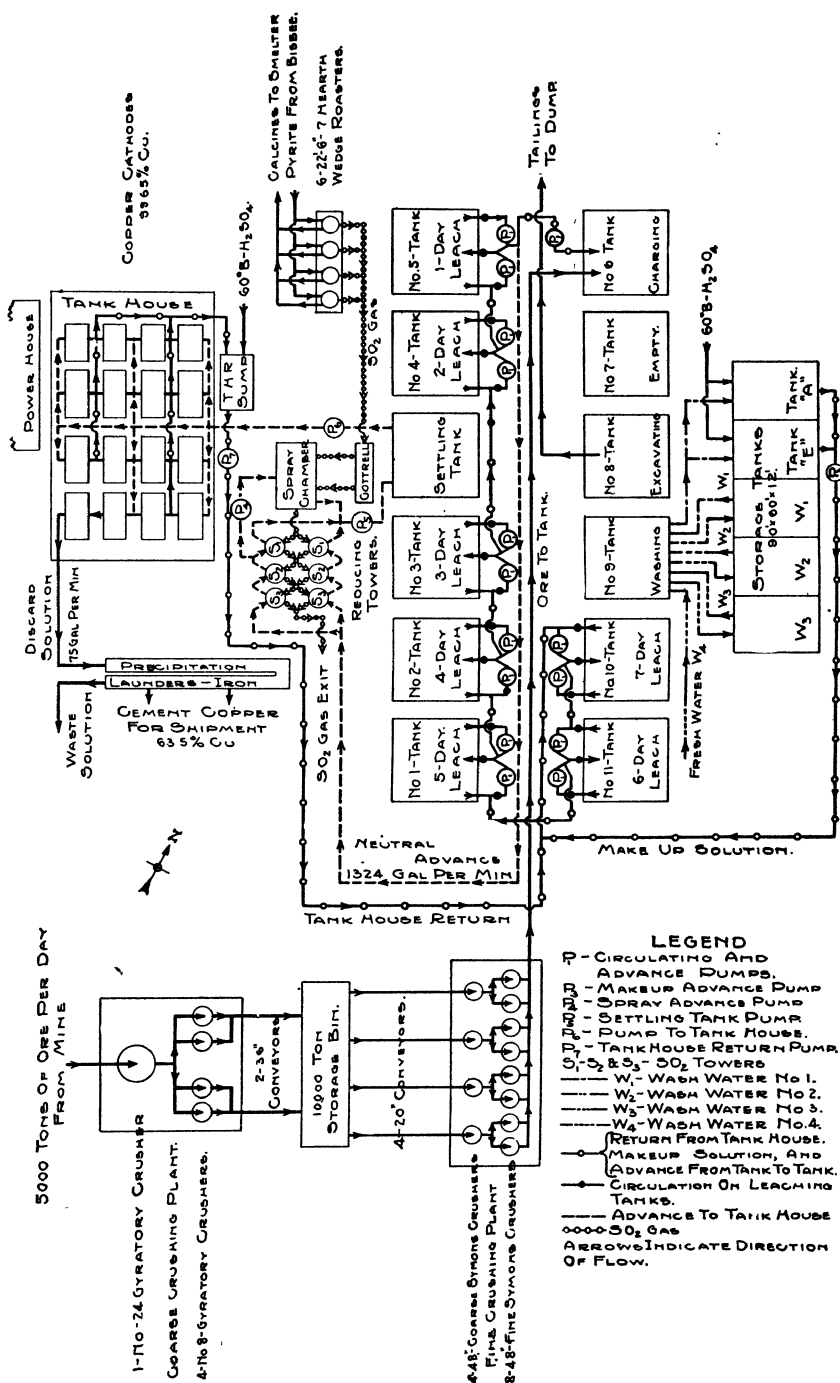 5000 TONS OF ORE PER DAY
FROM MINE
1-NO-24 GYRATORY CRUSHER
COARSE CRUSHING PLANT.
4-NO 8-GYRATORY CRUSHERS.
2-36"
CONVEYORS
10,000 TON
STORAGE BIN.
4-20" CONVEYORS.
4-48" COARSE SYMONS CRUSHERS
FINE CRUSHING PLANT
8-48" FINE SYMONS CRUSHERS
N
POWER HOUSE
TANK HOUSE
COPPER CATHODES
99.65% CU.
60°B-H₂SO₄.
T.H.R.
SUMP
P₇
CALCINES TO SMELTER
PYRITE FROM BISBEE.
6-22'-6"-7 HEARTH
WEDGE ROASTERS.
SO₂ GAS
DISCARD
SOLUTION
75 GAL PER MIN
PRECIPITATION
LAUNDERS-IRON
WASTE
SOLUTION
CEMENT COPPER
FOR SHIPMENT
63.5% CU
SO₂ GAS EXIT
REDUCING
TOWERS.
SPRAY
CHAMBER
COTTRELL
SETTLING
TANK
P₆
P₄
P₅
NEUTRAL
ADVANCE
1324 GAL PER MIN
TANK HOUSE RETURN
NO 1-TANK
5-DAY
LEACH
NO 2-TANK
4-DAY
LEACH
NO 3-TANK
3-DAY
LEACH
NO 4-TANK
2-DAY
LEACH
NO. 5-TANK
1-DAY
LEACH
ORE TO TANK.
TAILINGS
TO DUMP.
NO 11-TANK
6-DAY
LEACH
NO 10-TANK
7-DAY
LEACH
NO 9-TANK
WASHING
NO 8-TANK
EXCAVATING
NO 7-TANK
EMPTY.
NO 6 TANK
CHARGING
FRESH WATER W₄
W₃
W₂
W₁
60°B-H₂SO₄
STORAGE TANKS
90'x60'x12'.
W₃
W₂
W₁
TANK
"E"
TANK.
"A"
MAKE UP SOLUTION.
LEGEND
P - CIRCULATING AND
ADVANCE PUMPS.
MAKEUP ADVANCE PUMP
SPRAY ADVANCE PUMP
SETTLING TANK PUMP
P₆ - PUMP TO TANK HOUSE.
P₇ - TANK HOUSE RETURN PUMP.
S₁-S₂ & S₃- SO₂ TOWERS
W₁-WASH WATER NO 1.
W₂-WASH WATER NO 2.
W₃-WASH WATER NO 3.
W₄-WASH WATER NO.4.
RETURN FROM TANK HOUSE.
MAKEUP SOLUTION, AND
ADVANCE FROM TANK TO TANK.
CIRCULATION ON LEACHING
TANKS.
ADVANCE TO TANK HOUSE
SO₂ GAS
ARROWS INDICATE DIRECTION
OF FLOW.